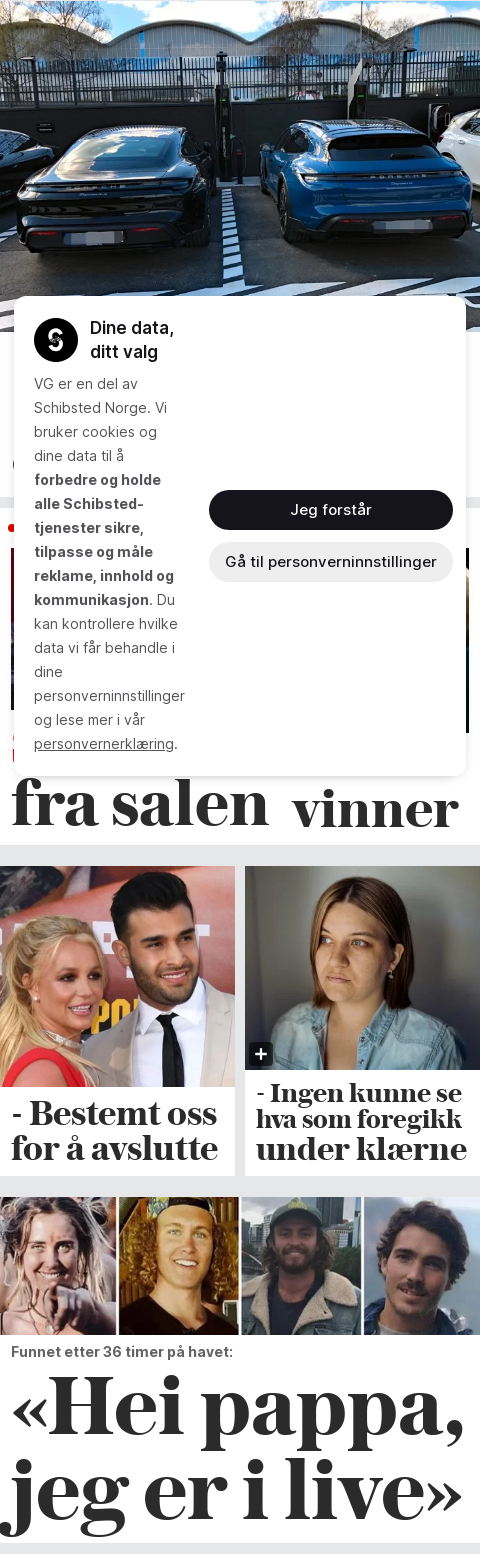 PORSCHE
PORSCHE
Dine data,
ditt valg
VG er en del av
Schibsted Norge. Vi
bruker cookies og
dine data til å
forbedre og holde
alle Schibsted-
tjenester sikre,
tilpasse og måle
reklame, innhold og
kommunikasjon. Du
kan kontrollere hvilke
data vi får behandle i
dine
personverninnstillinger
og lese mer i vår
personvernerklæring.
Jeg forstår
Gå til personverninnstillinger
fra salen
vinner
- Bestemt oss
for å avslutte
- Ingen kunne se
hva som foregikk
under klærne
Funnet etter 36 timer på havet:
«Hei pappa,
jeg er i live»